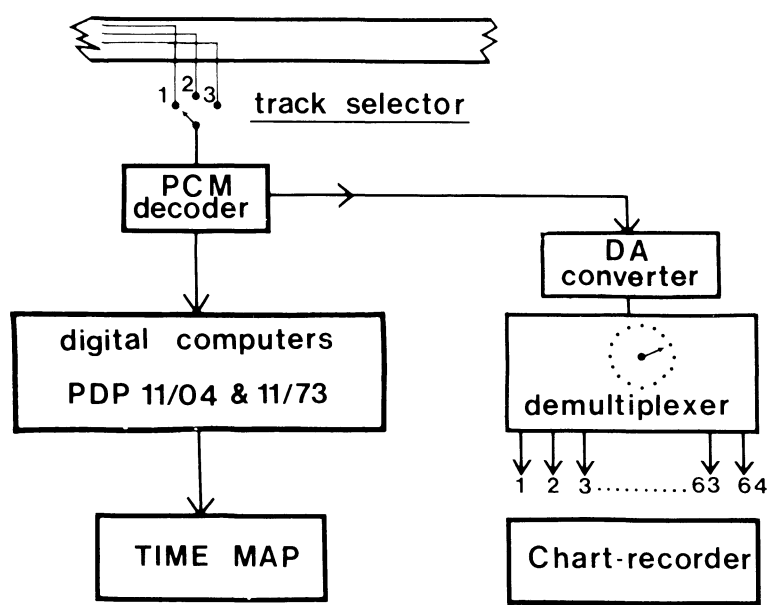 1 2 3
track selector
PCM
decoder
DA
converter
digital computers
PDP 11/04 & 11/73
demultiplexer
1 2 3..........63 64
TIME MAP
Chart-recorder